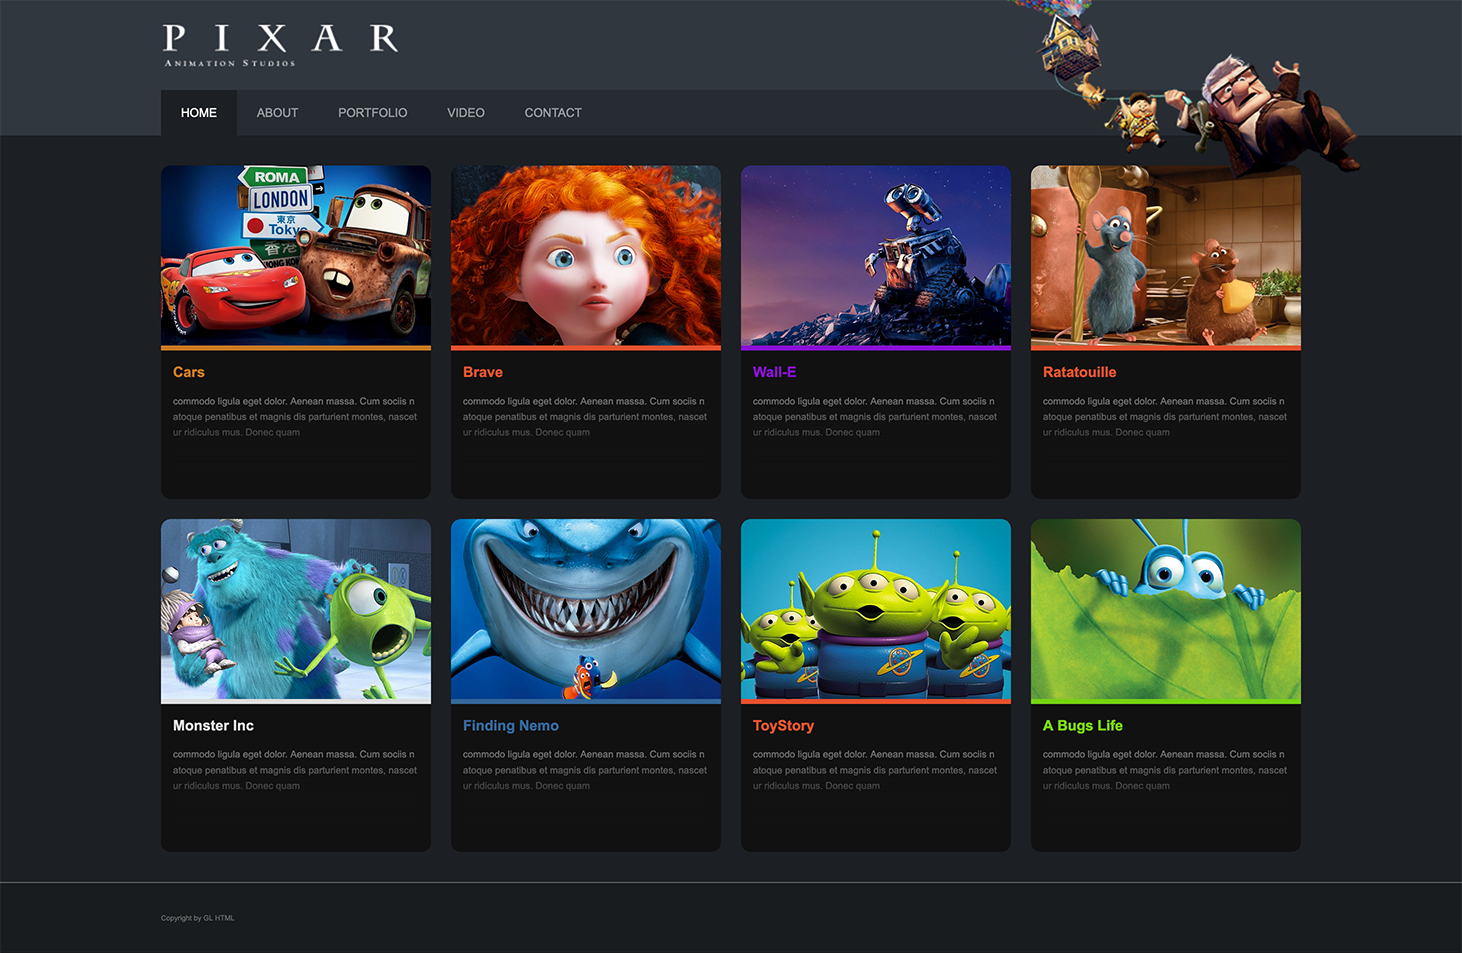 PIXAR
ANIMATION STUDIOS
HOME ABOUT PORTFOLIO VIDEO CONTACT
ROMA
LONDON
東京
Tokyo
香港
HONG KONG
Cars
commodo ligula eget dolor. Aenean massa. Cum sociis n
atoque penatibus et magnis dis parturient montes, nascet
ur ridiculus mus. Donec quam
Brave
commodo ligula eget dolor. Aenean massa. Cum sociis n
atoque penatibus et magnis dis parturient montes, nascet
ur ridiculus mus. Donec quam
Wall-E
commodo ligula eget dolor. Aenean massa. Cum sociis n
atoque penatibus et magnis dis parturient montes, nascet
ur ridiculus mus. Donec quam
Ratatouille
commodo ligula eget dolor. Aenean massa. Cum sociis n
atoque penatibus et magnis dis parturient montes, nascet
ur ridiculus mus. Donec quam
Monster Inc
commodo ligula eget dolor. Aenean massa. Cum sociis n
atoque penatibus et magnis dis parturient montes, nascet
ur ridiculus mus. Donec quam
Finding Nemo
commodo ligula eget dolor. Aenean massa. Cum sociis n
atoque penatibus et magnis dis parturient montes, nascet
ur ridiculus mus. Donec quam
ToyStory
commodo ligula eget dolor. Aenean massa. Cum sociis n
atoque penatibus et magnis dis parturient montes, nascet
ur ridiculus mus. Donec quam
A Bugs Life
commodo ligula eget dolor. Aenean massa. Cum sociis n
atoque penatibus et magnis dis parturient montes, nascet
ur ridiculus mus. Donec quam
Copyright by GL HTML